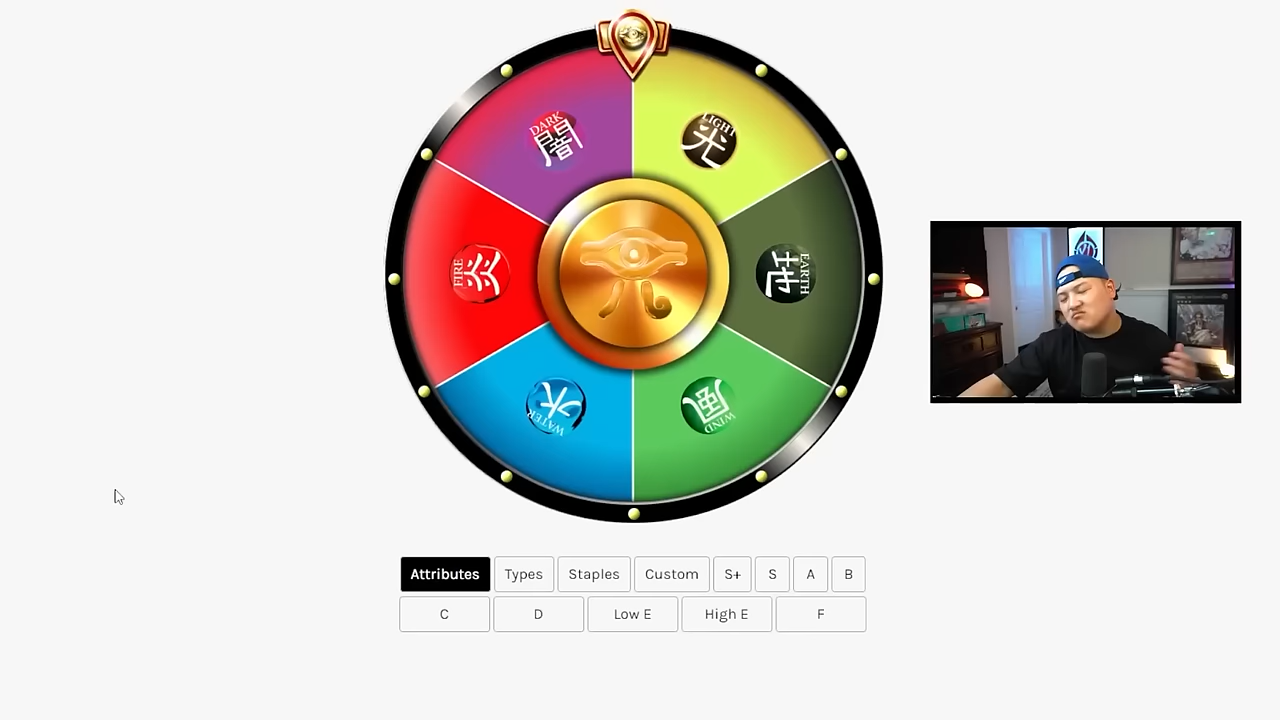 DARK
闇
LIGHT
光
FIRE
炎
EARTH
地
WATER
水
WIND
風
Attributes
Types
Staples
Custom
S+
S
A
B
C
D
Low E
High E
F